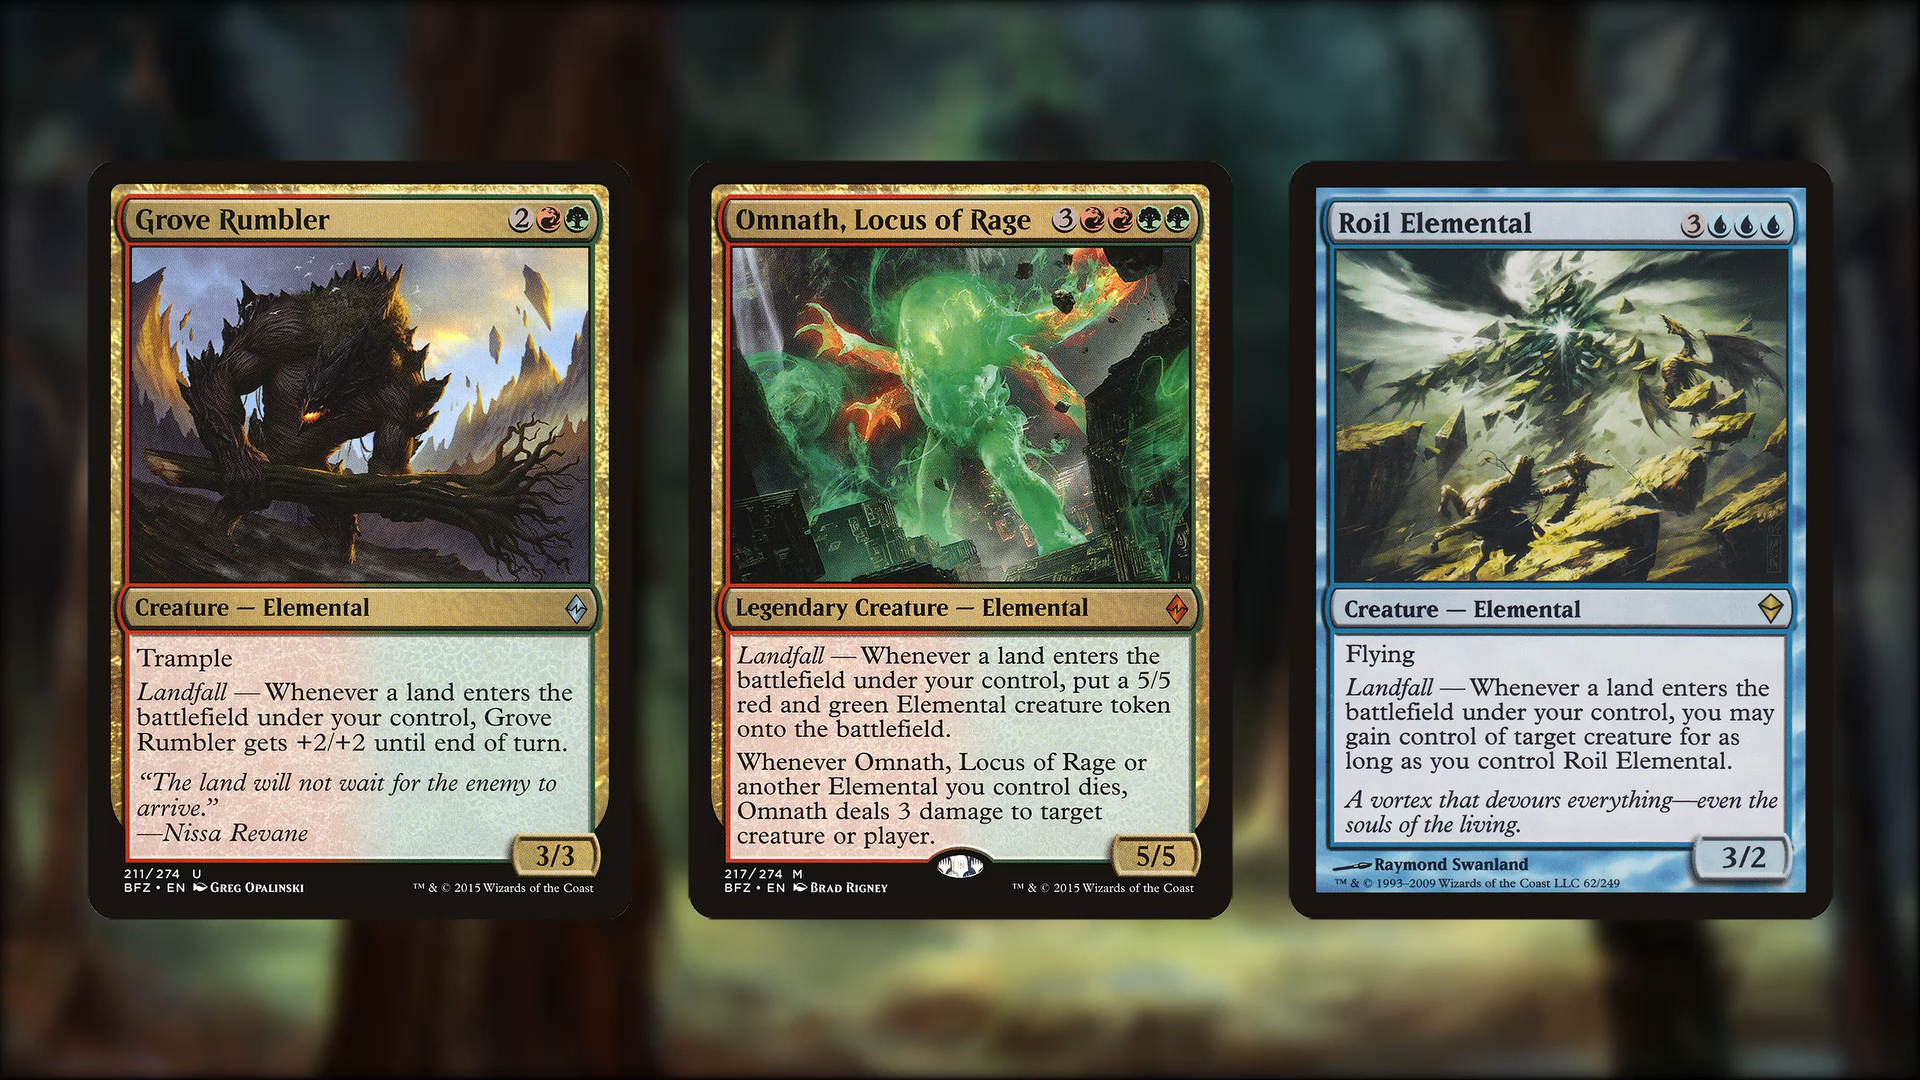 Grove Rumbler
2
Creature — Elemental
Trample
Landfall — Whenever a land enters the
battlefield under your control, Grove
Rumbler gets +2/+2 until end of turn.
“The land will not wait for the enemy to
arrive.”
—Nissa Revane
3/3
211/274 U
BFZ • EN Greg Opalinski
™ & © 2015 Wizards of the Coast
Omnath, Locus of Rage
3
Legendary Creature — Elemental
Landfall — Whenever a land enters the
battlefield under your control, put a 5/5
red and green Elemental creature token
onto the battlefield.
Whenever Omnath, Locus of Rage or
another Elemental you control dies,
Omnath deals 3 damage to target
creature or player.
5/5
217/274 M
BFZ • EN Brad Rigney
™ & © 2015 Wizards of the Coast
Roil Elemental
3
Creature — Elemental
Flying
Landfall — Whenever a land enters the
battlefield under your control, you may
gain control of target creature for as
long as you control Roil Elemental.
A vortex that devours everything—even the
souls of the living.
3/2
Raymond Swanland
™ & © 1993–2009 Wizards of the Coast LLC 62/249